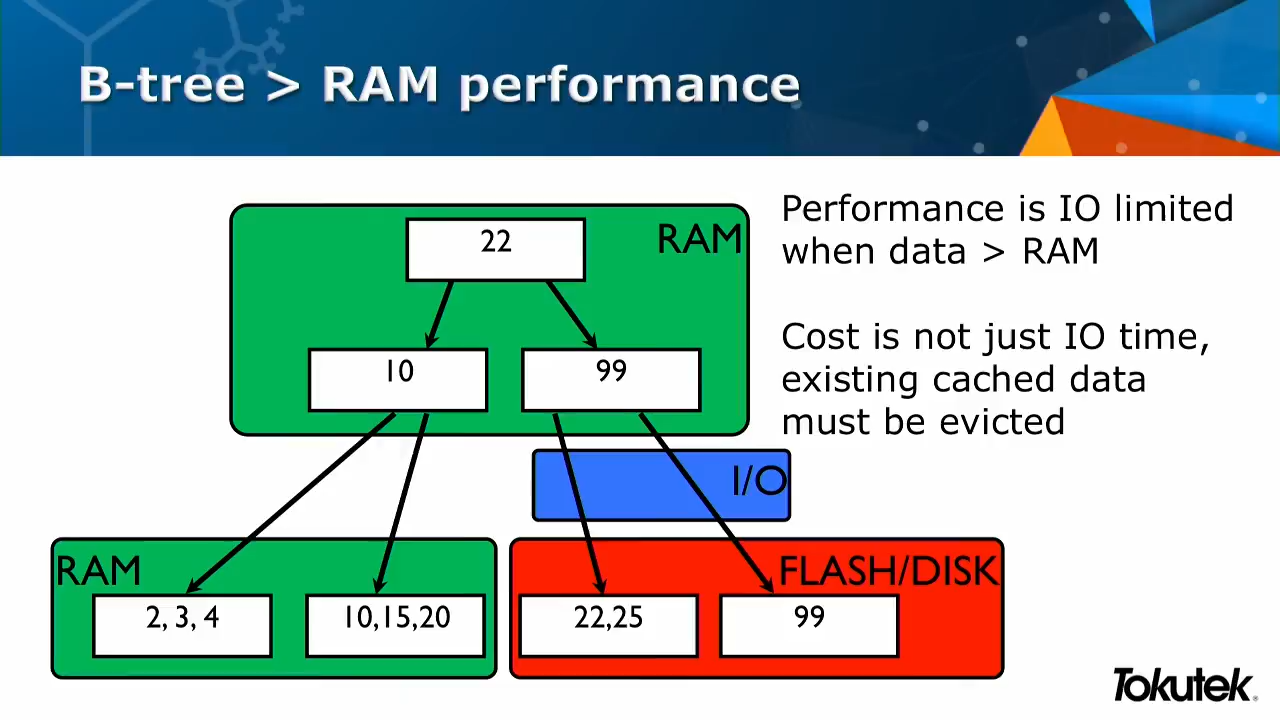 B-tree > RAM performance
Performance is IO limited
when data > RAM
Cost is not just IO time,
existing cached data
must be evicted
RAM
22
10
99
I/O
RAM
FLASH/DISK
2, 3, 4
10,15,20
22,25
99
Tokutek